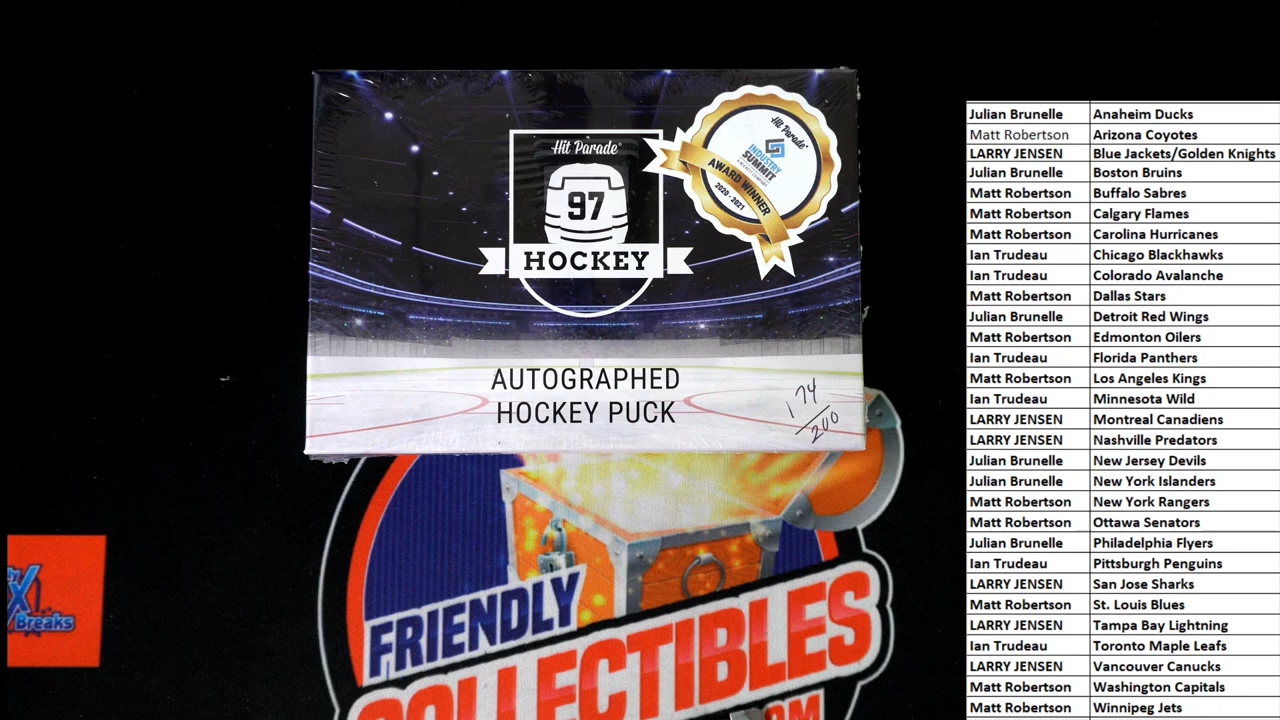 Hit Parade®
97
HOCKEY
Hit Parade®
INDUSTRY
SUMMIT
AWARD WINNER
2020 - 2021
AUTOGRAPHED
HOCKEY PUCK
174
200
FRIENDLY
COLLECTIBLES
.COM
Breaks
Julian Brunelle Anaheim Ducks
Matt Robertson Arizona Coyotes
LARRY JENSEN Blue Jackets/Golden Knights
Julian Brunelle Boston Bruins
Matt Robertson Buffalo Sabres
Matt Robertson Calgary Flames
Matt Robertson Carolina Hurricanes
Ian Trudeau Chicago Blackhawks
Ian Trudeau Colorado Avalanche
Matt Robertson Dallas Stars
Julian Brunelle Detroit Red Wings
Matt Robertson Edmonton Oilers
Ian Trudeau Florida Panthers
Matt Robertson Los Angeles Kings
Ian Trudeau Minnesota Wild
LARRY JENSEN Montreal Canadiens
LARRY JENSEN Nashville Predators
Julian Brunelle New Jersey Devils
Julian Brunelle New York Islanders
Matt Robertson New York Rangers
Matt Robertson Ottawa Senators
Julian Brunelle Philadelphia Flyers
Ian Trudeau Pittsburgh Penguins
LARRY JENSEN San Jose Sharks
Matt Robertson St. Louis Blues
LARRY JENSEN Tampa Bay Lightning
Ian Trudeau Toronto Maple Leafs
LARRY JENSEN Vancouver Canucks
Matt Robertson Washington Capitals
Matt Robertson Winnipeg Jets